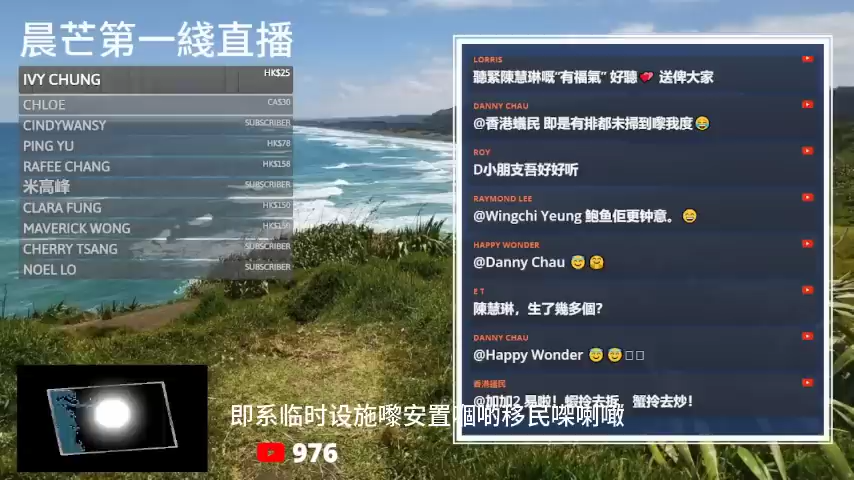 晨芒第一綫直播
IVY CHUNG HK$25
CHLOE CA$30
CINDYWANSY SUBSCRIBER
PING YU HK$78
RAFEE CHANG HK$158
米高峰 SUBSCRIBER
CLARA FUNG HK$150
MAVERICK WONG
CHERRY TSANG SUBSCRIBER
NOEL LO SUBSCRIBER
LORRIS
聽緊陳慧琳嘅“有福氣” 好聽💕 送俾大家
DANNY CHAU
@香港蟻民 即是有排都未掃到嚟我度😂
ROY
D小朋支吾好好听
RAYMOND LEE
@Wingchi Yeung 鲍鱼佢更钟意。😄
HAPPY WONDER
@Danny Chau 😇🤗
E T
陳慧琳，生了幾多個?
DANNY CHAU
@Happy Wonder 😇😇
香港蟻民
@加加2 易啦！蝦拎去拆，蟹拎去炒！
即系临时设施嚟安置嗰啲移民㗎喇噉
976